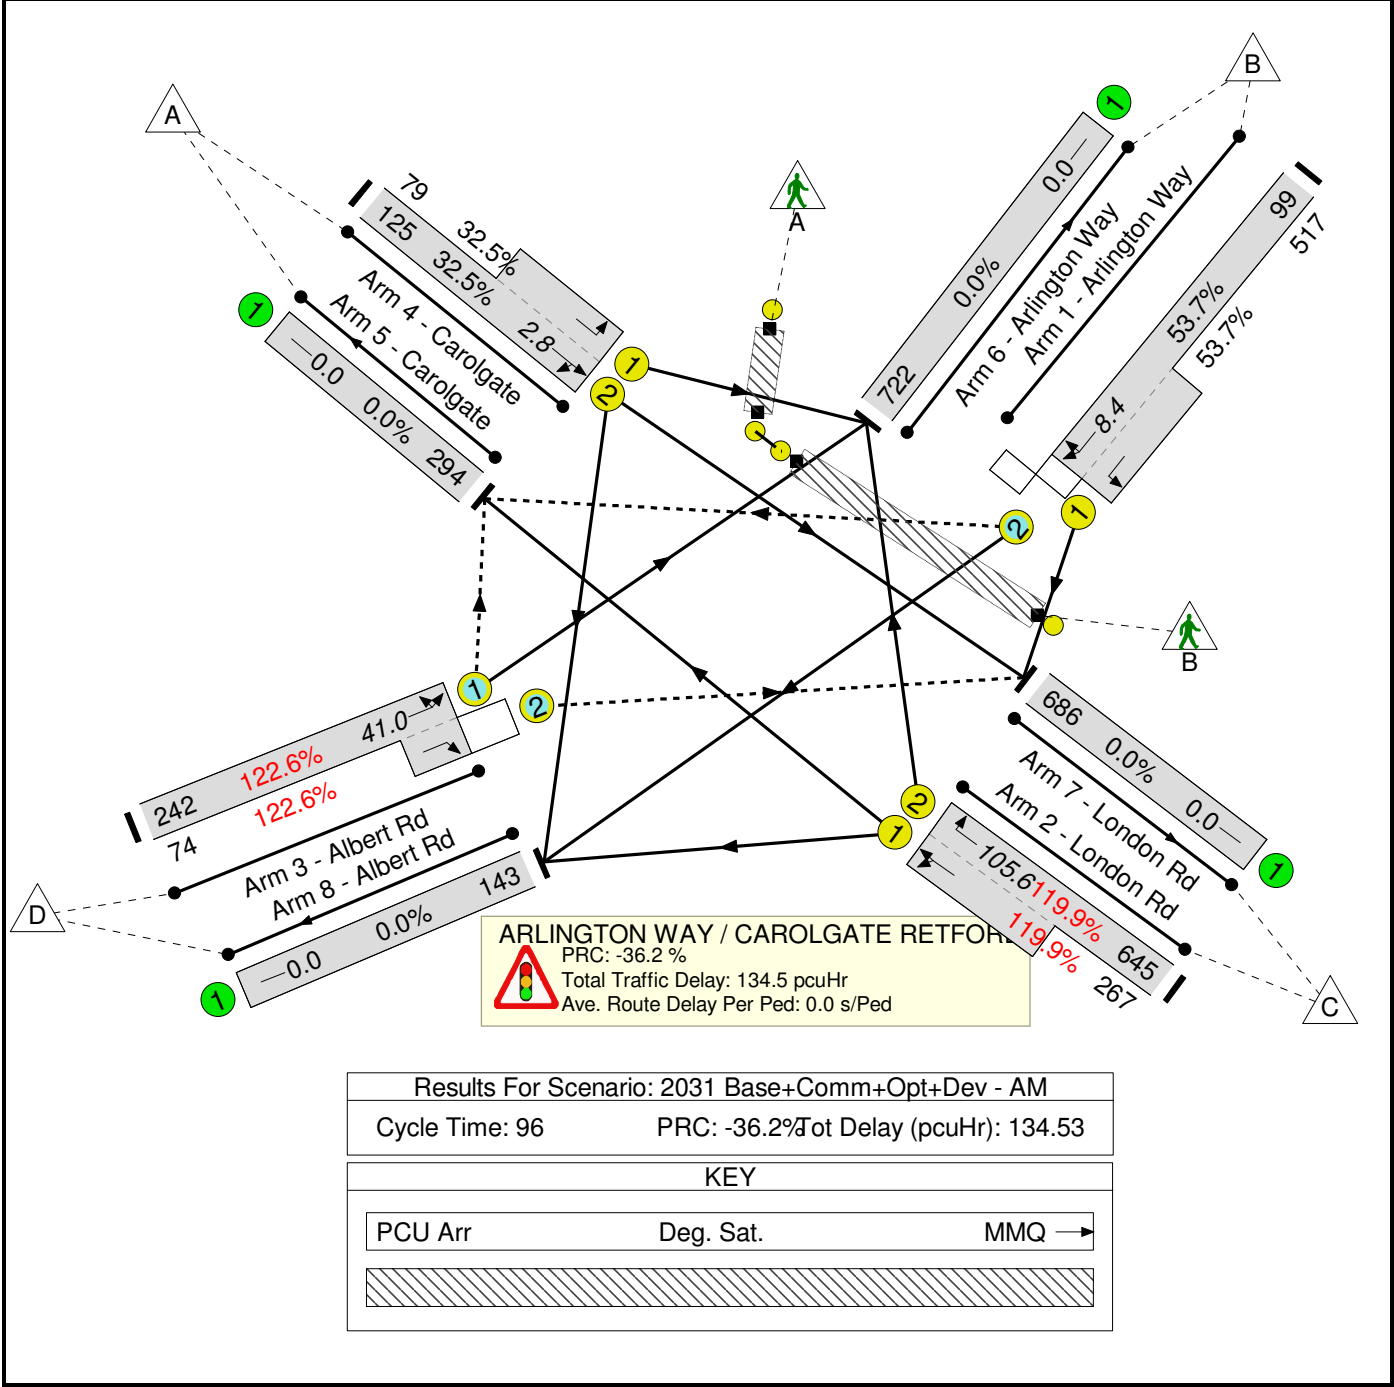 A
B
79
125
32.5%
32.5%
2.8
Arm 4 - Carolgate
Arm 5 - Carolgate
1
0.0
0.0%
294
1
2
A
1
0.0
0.0%
722
Arm 6 - Arlington Way
Arm 1 - Arlington Way
99
517
53.7%
53.7%
8.4
2
1
B
1
2
41.0
122.6%
122.6%
242
74
Arm 3 - Albert Rd
Arm 8 - Albert Rd
D
143
0.0%
0.0
1
686
0.0%
0.0
1
Arm 7 - London Rd
Arm 2 - London Rd
2
1
105.6
119.9%
119.9%
645
267
C
ARLINGTON WAY / CAROLGATE RETFOR
PRC: -36.2 %
Total Traffic Delay: 134.5 pcuHr
Ave. Route Delay Per Ped: 0.0 s/Ped
Results For Scenario: 2031 Base+Comm+Opt+Dev - AM
Cycle Time: 96 PRC: -36.2% Tot Delay (pcuHr): 134.53
KEY
PCU Arr Deg. Sat. MMQ